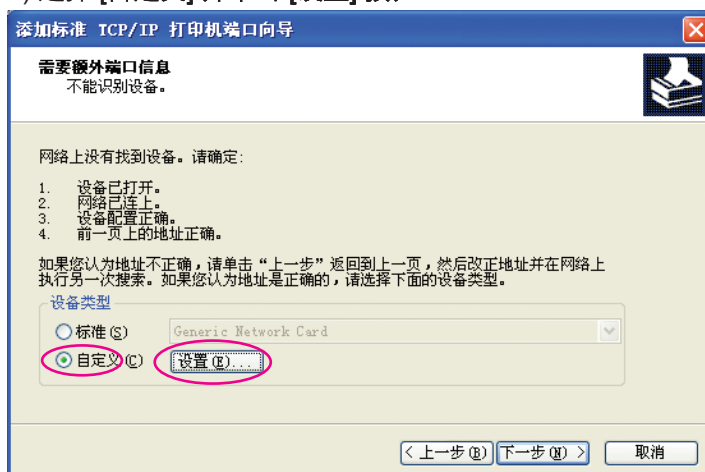 添加标准 TCP/IP 打印机端口向导
需要额外端口信息
不能识别设备。
网络上没有找到设备。请确定:
1. 设备已打开。
2. 网络已连上。
3. 设备配置正确。
4. 前一页上的地址正确。
如果您认为地址不正确，请单击“上一步”返回到上一页，然后改正地址并在网络上
执行另一次搜索。如果您认为地址是正确的，请选择下面的设备类型。
设备类型
标准(S) Generic Network Card
自定义(C) 设置(E)...
< 上一步(B) 下一步(N) > 取消